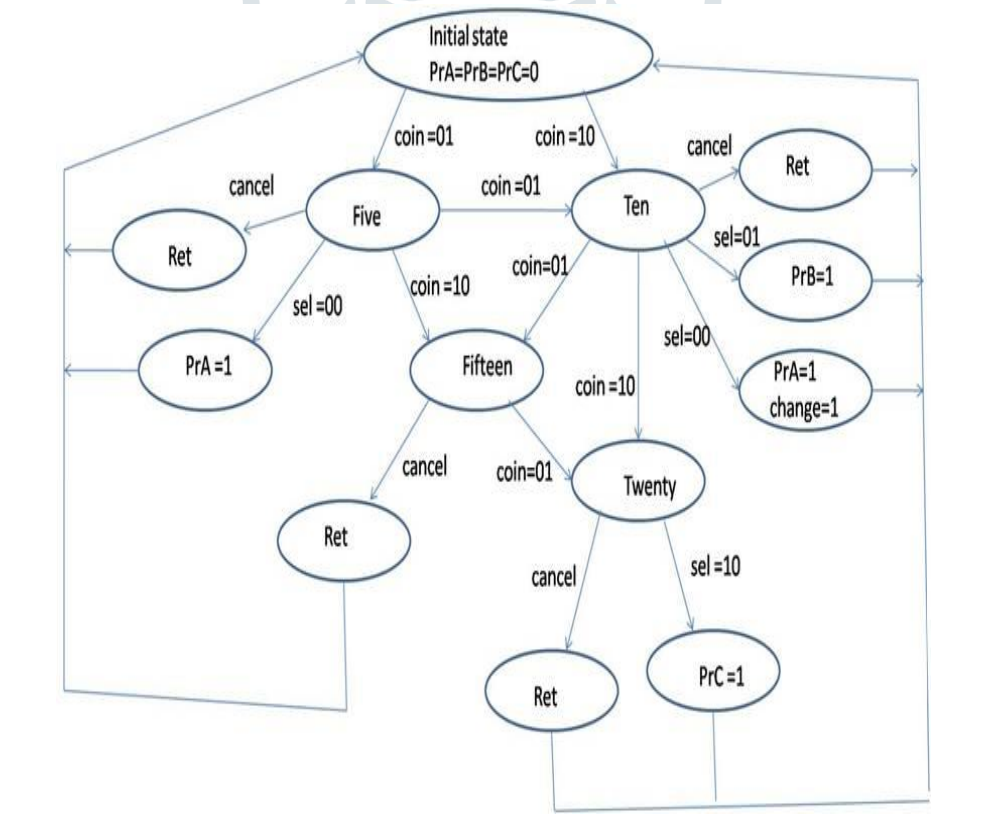 Initial state
PrA=PrB=PrC=0
coin =01
coin =10
cancel
Ret
cancel
coin =01
Five
Ten
sel=01
Ret
coin=01
PrB=1
coin =10
sel =00
sel=00
PrA =1
Fifteen
PrA=1
change=1
coin =10
cancel
coin=01
Twenty
Ret
cancel
sel =10
Ret
PrC =1